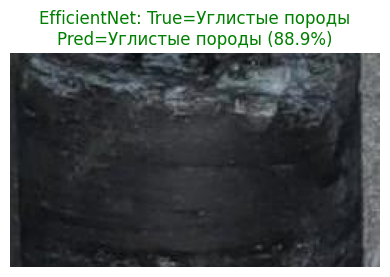 EfficientNet: True=Углистые породы
Pred=Углистые породы (88.9%)